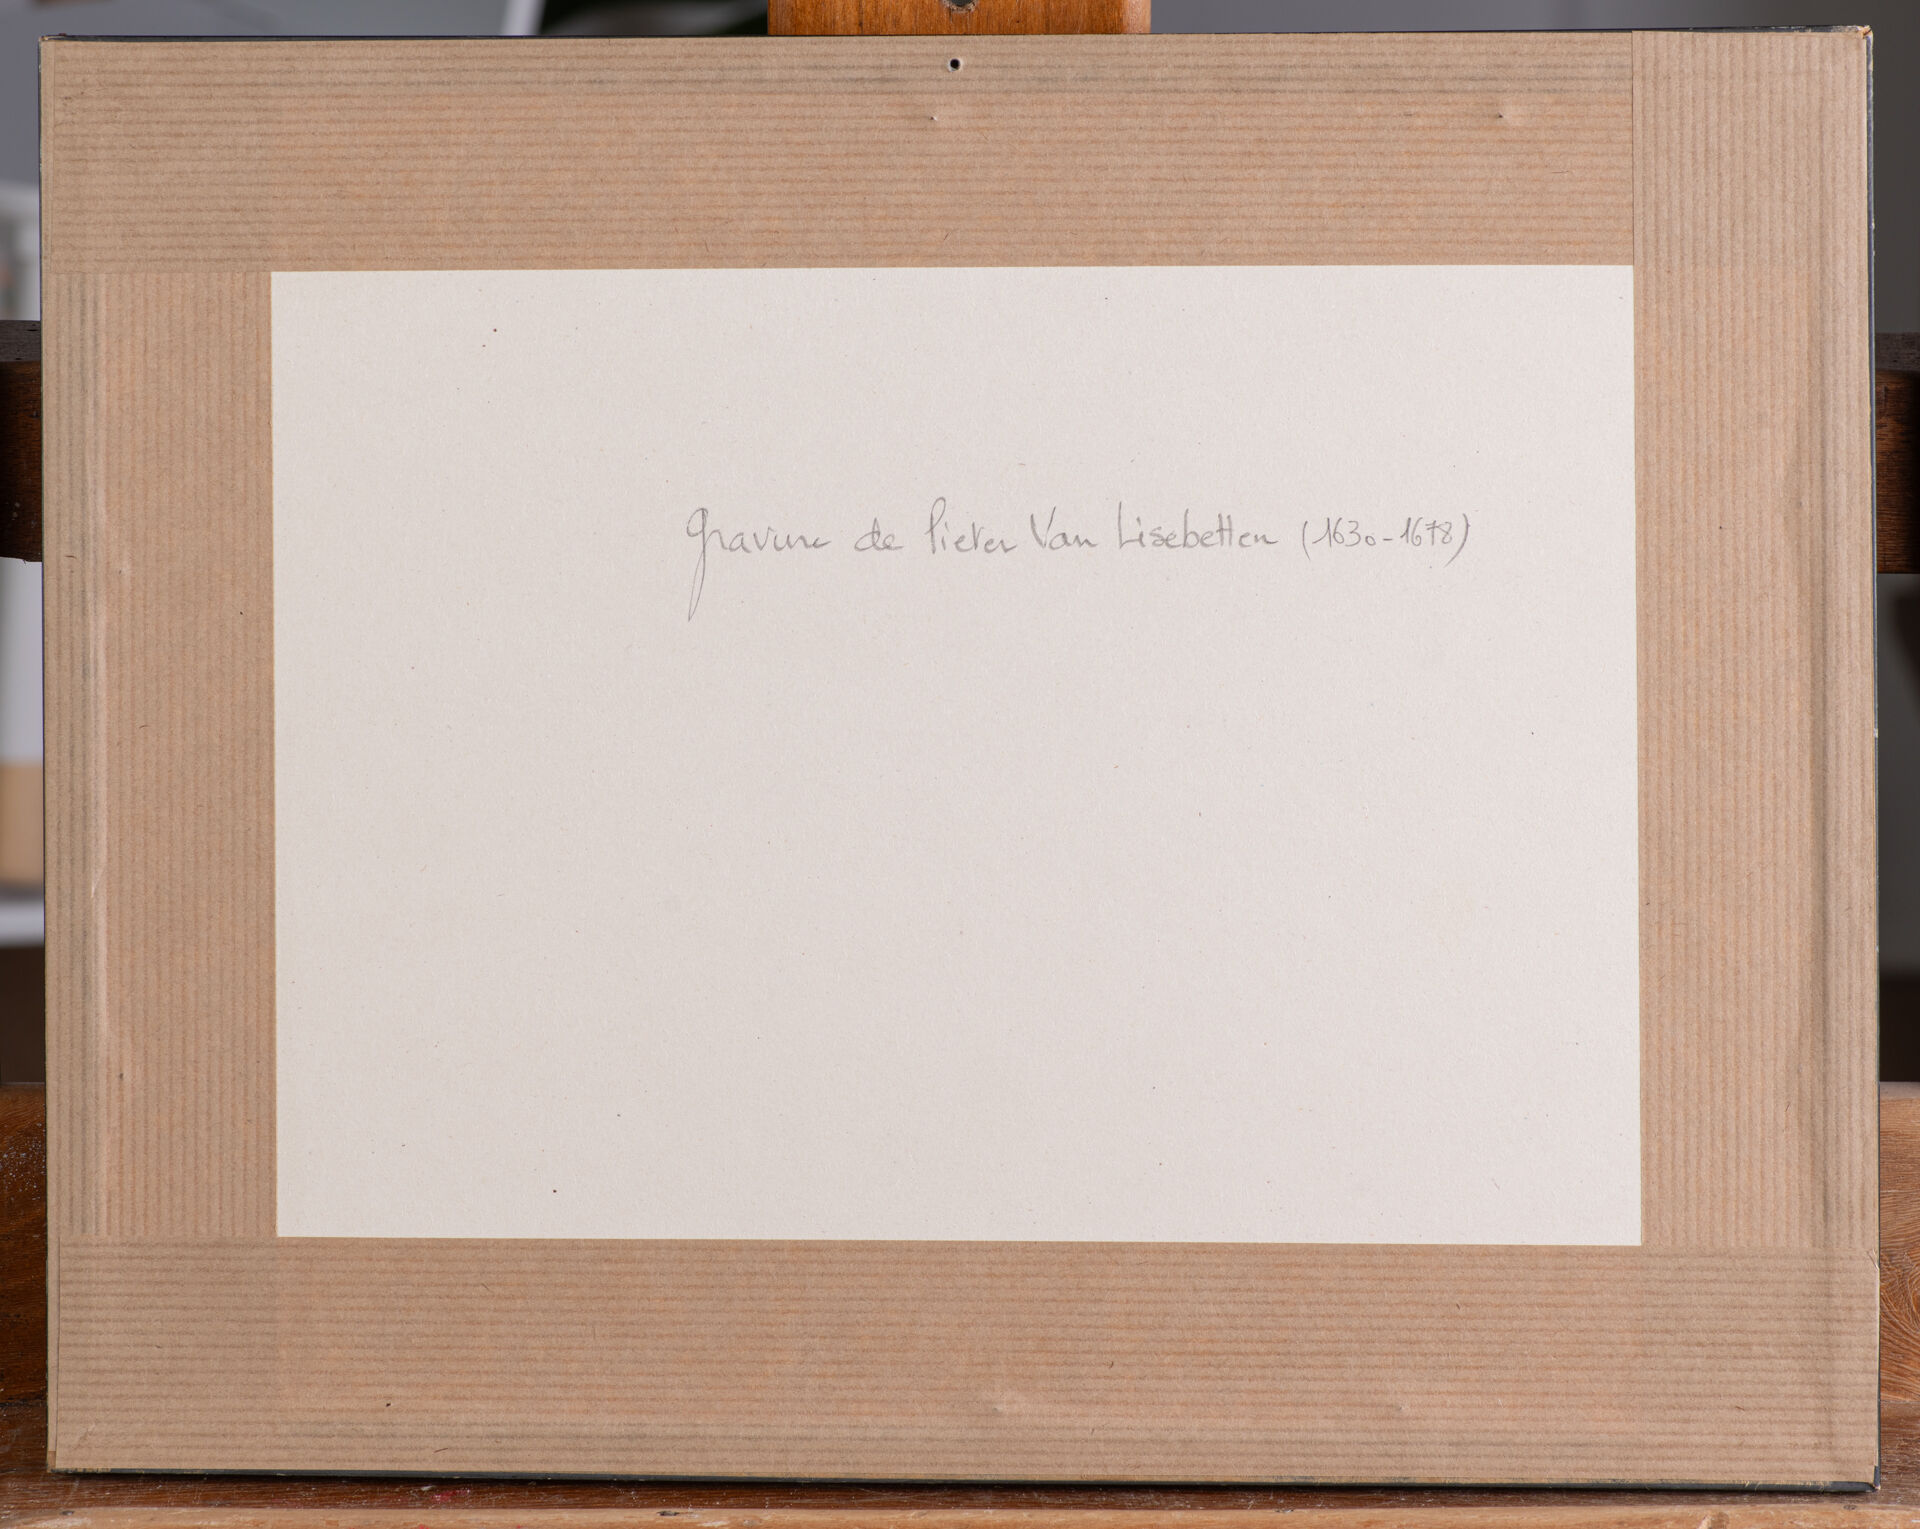 gravure de Pieter Van Lisebetten (1630-1678)